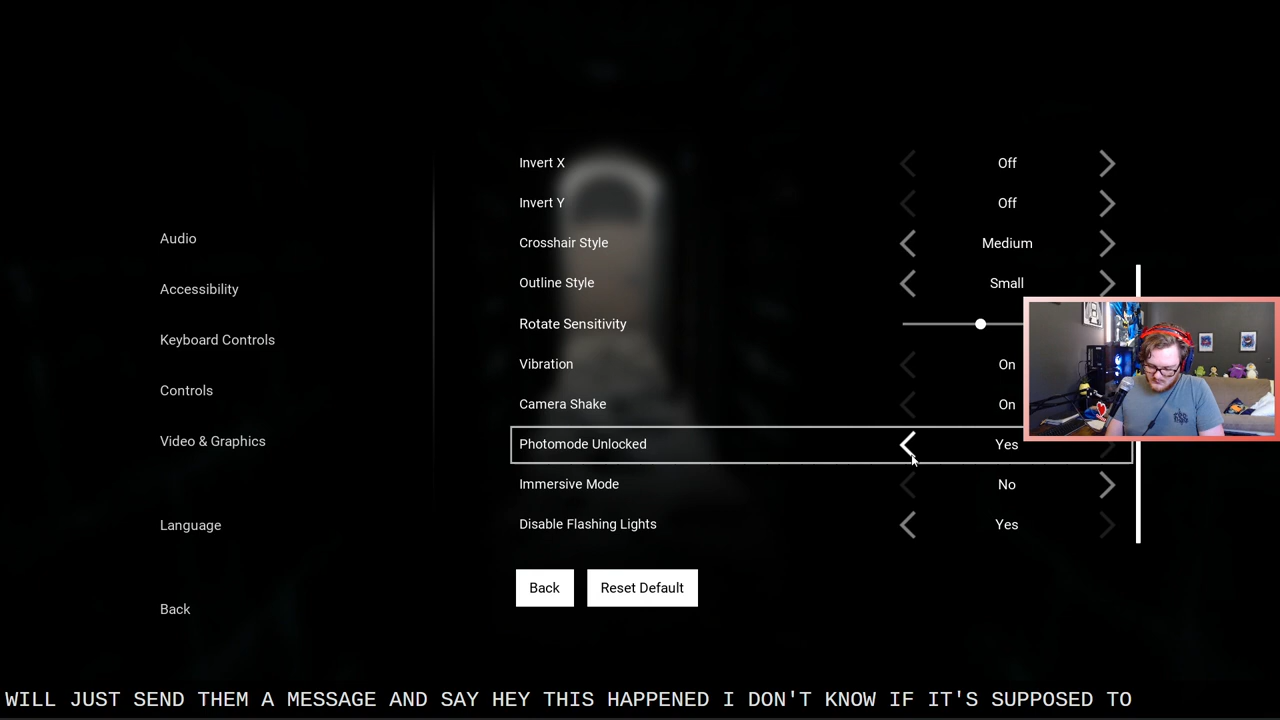 Invert X Off
Invert Y Off
Crosshair Style Medium
Outline Style Small
Rotate Sensitivity
Vibration On
Camera Shake On
Photomode Unlocked Yes
Immersive Mode No
Disable Flashing Lights Yes
Back Reset Default
Audio
Accessibility
Keyboard Controls
Controls
Video & Graphics
Language
Back
WILL JUST SEND THEM A MESSAGE AND SAY HEY THIS HAPPENED I DON'T KNOW IF IT'S SUPPOSED TO